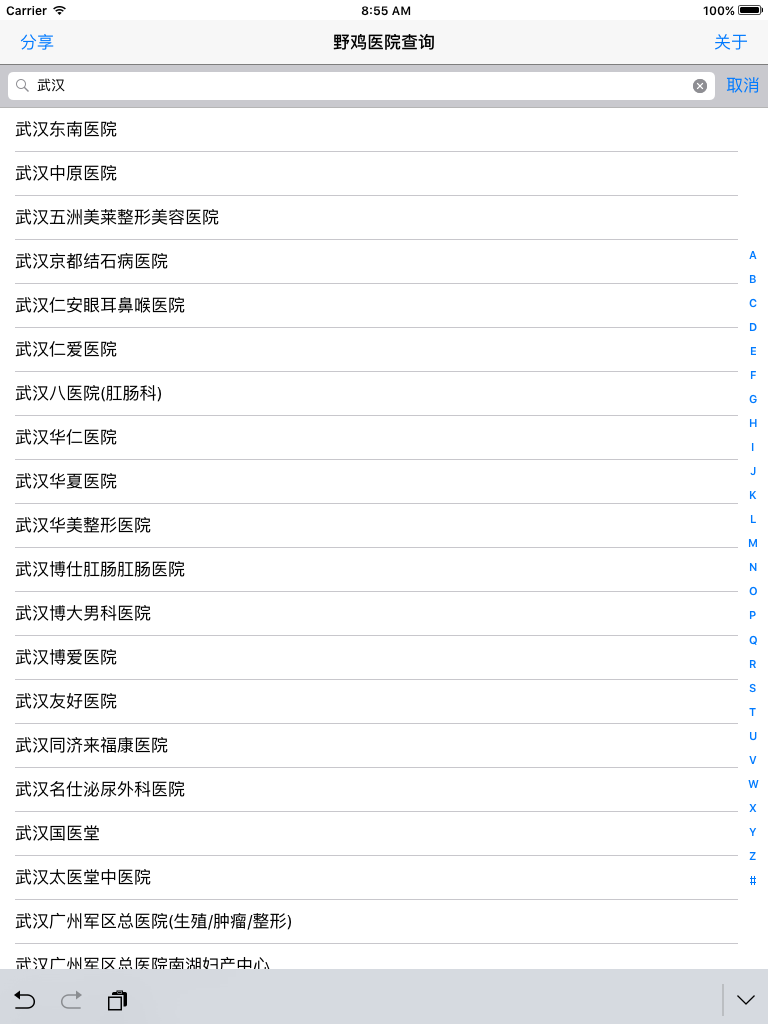 Carrier 8:55 AM 100%
分享 野鸡医院查询 关于
武汉 取消
武汉东南医院
武汉中原医院
武汉五洲美莱整形美容医院
武汉京都结石病医院
武汉仁安眼耳鼻喉医院
武汉仁爱医院
武汉八医院(肛肠科)
武汉华仁医院
武汉华夏医院
武汉华美整形医院
武汉博仕肛肠肛肠医院
武汉博大男科医院
武汉博爱医院
武汉友好医院
武汉同济来福康医院
武汉名仕泌尿外科医院
武汉国医堂
武汉太医堂中医院
武汉广州军区总医院(生殖/肿瘤/整形)
武汉广州军区总医院南湖妇产中心
A
B
C
D
E
F
G
H
I
J
K
L
M
N
O
P
Q
R
S
T
U
V
W
X
Y
Z
#